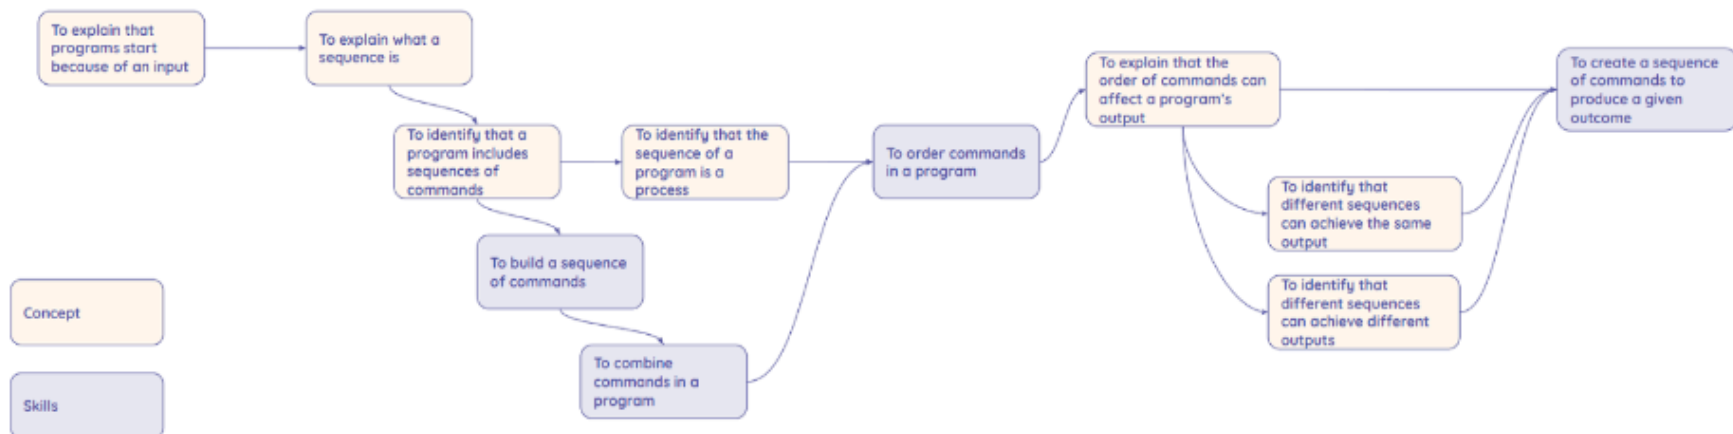 To explain that
programs start
because of an input
To explain what a
sequence is
To identify that a
program includes
sequences of
commands
To identify that the
sequence of a
program is a
process
To build a sequence
of commands
To combine
commands in a
program
To order commands
in a program
To explain that the
order of commands can
affect a program's
output
To identify that
different sequences
can achieve the same
output
To identify that
different sequences
can achieve different
outputs
To create a sequence
of commands to
produce a given
outcome
Concept
Skills